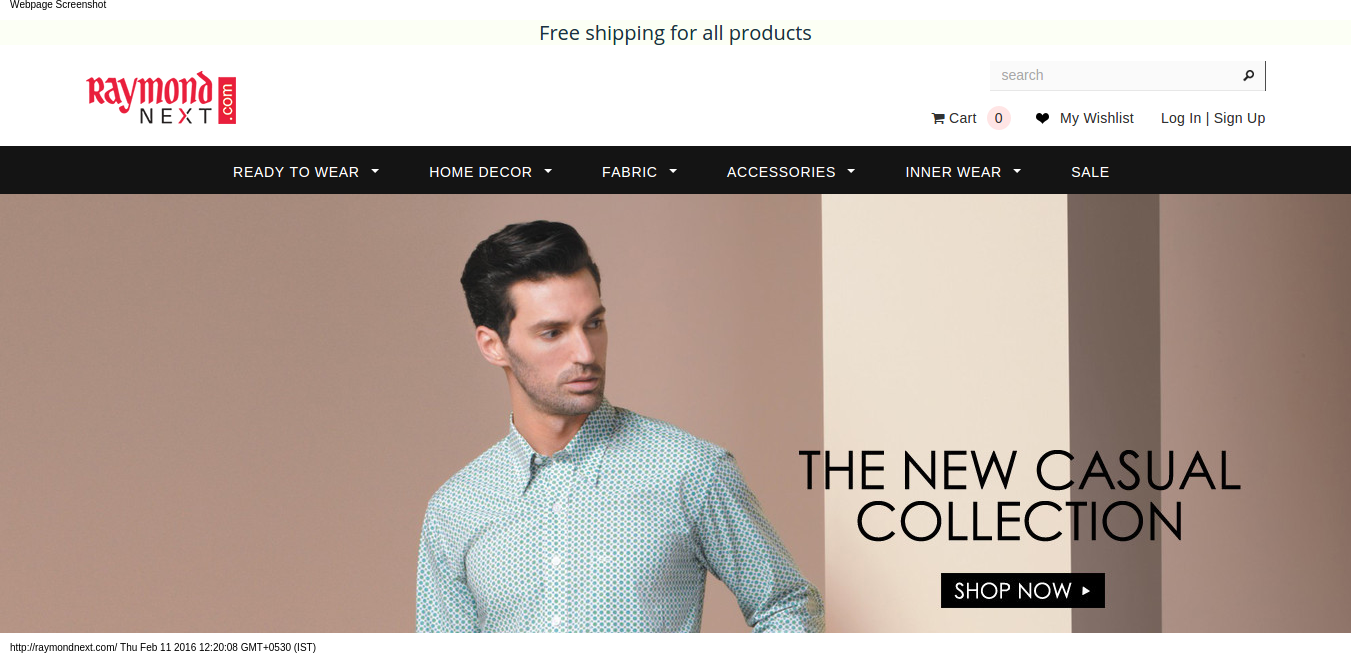 Webpage Screenshot
Free shipping for all products
Raymond
NEXT .com
search
Cart 0 My Wishlist Log In | Sign Up
READY TO WEAR HOME DECOR FABRIC ACCESSORIES INNER WEAR SALE
THE NEW CASUAL
COLLECTION
SHOP NOW
http://raymondnext.com/ Thu Feb 11 2016 12:20:08 GMT+0530 (IST)